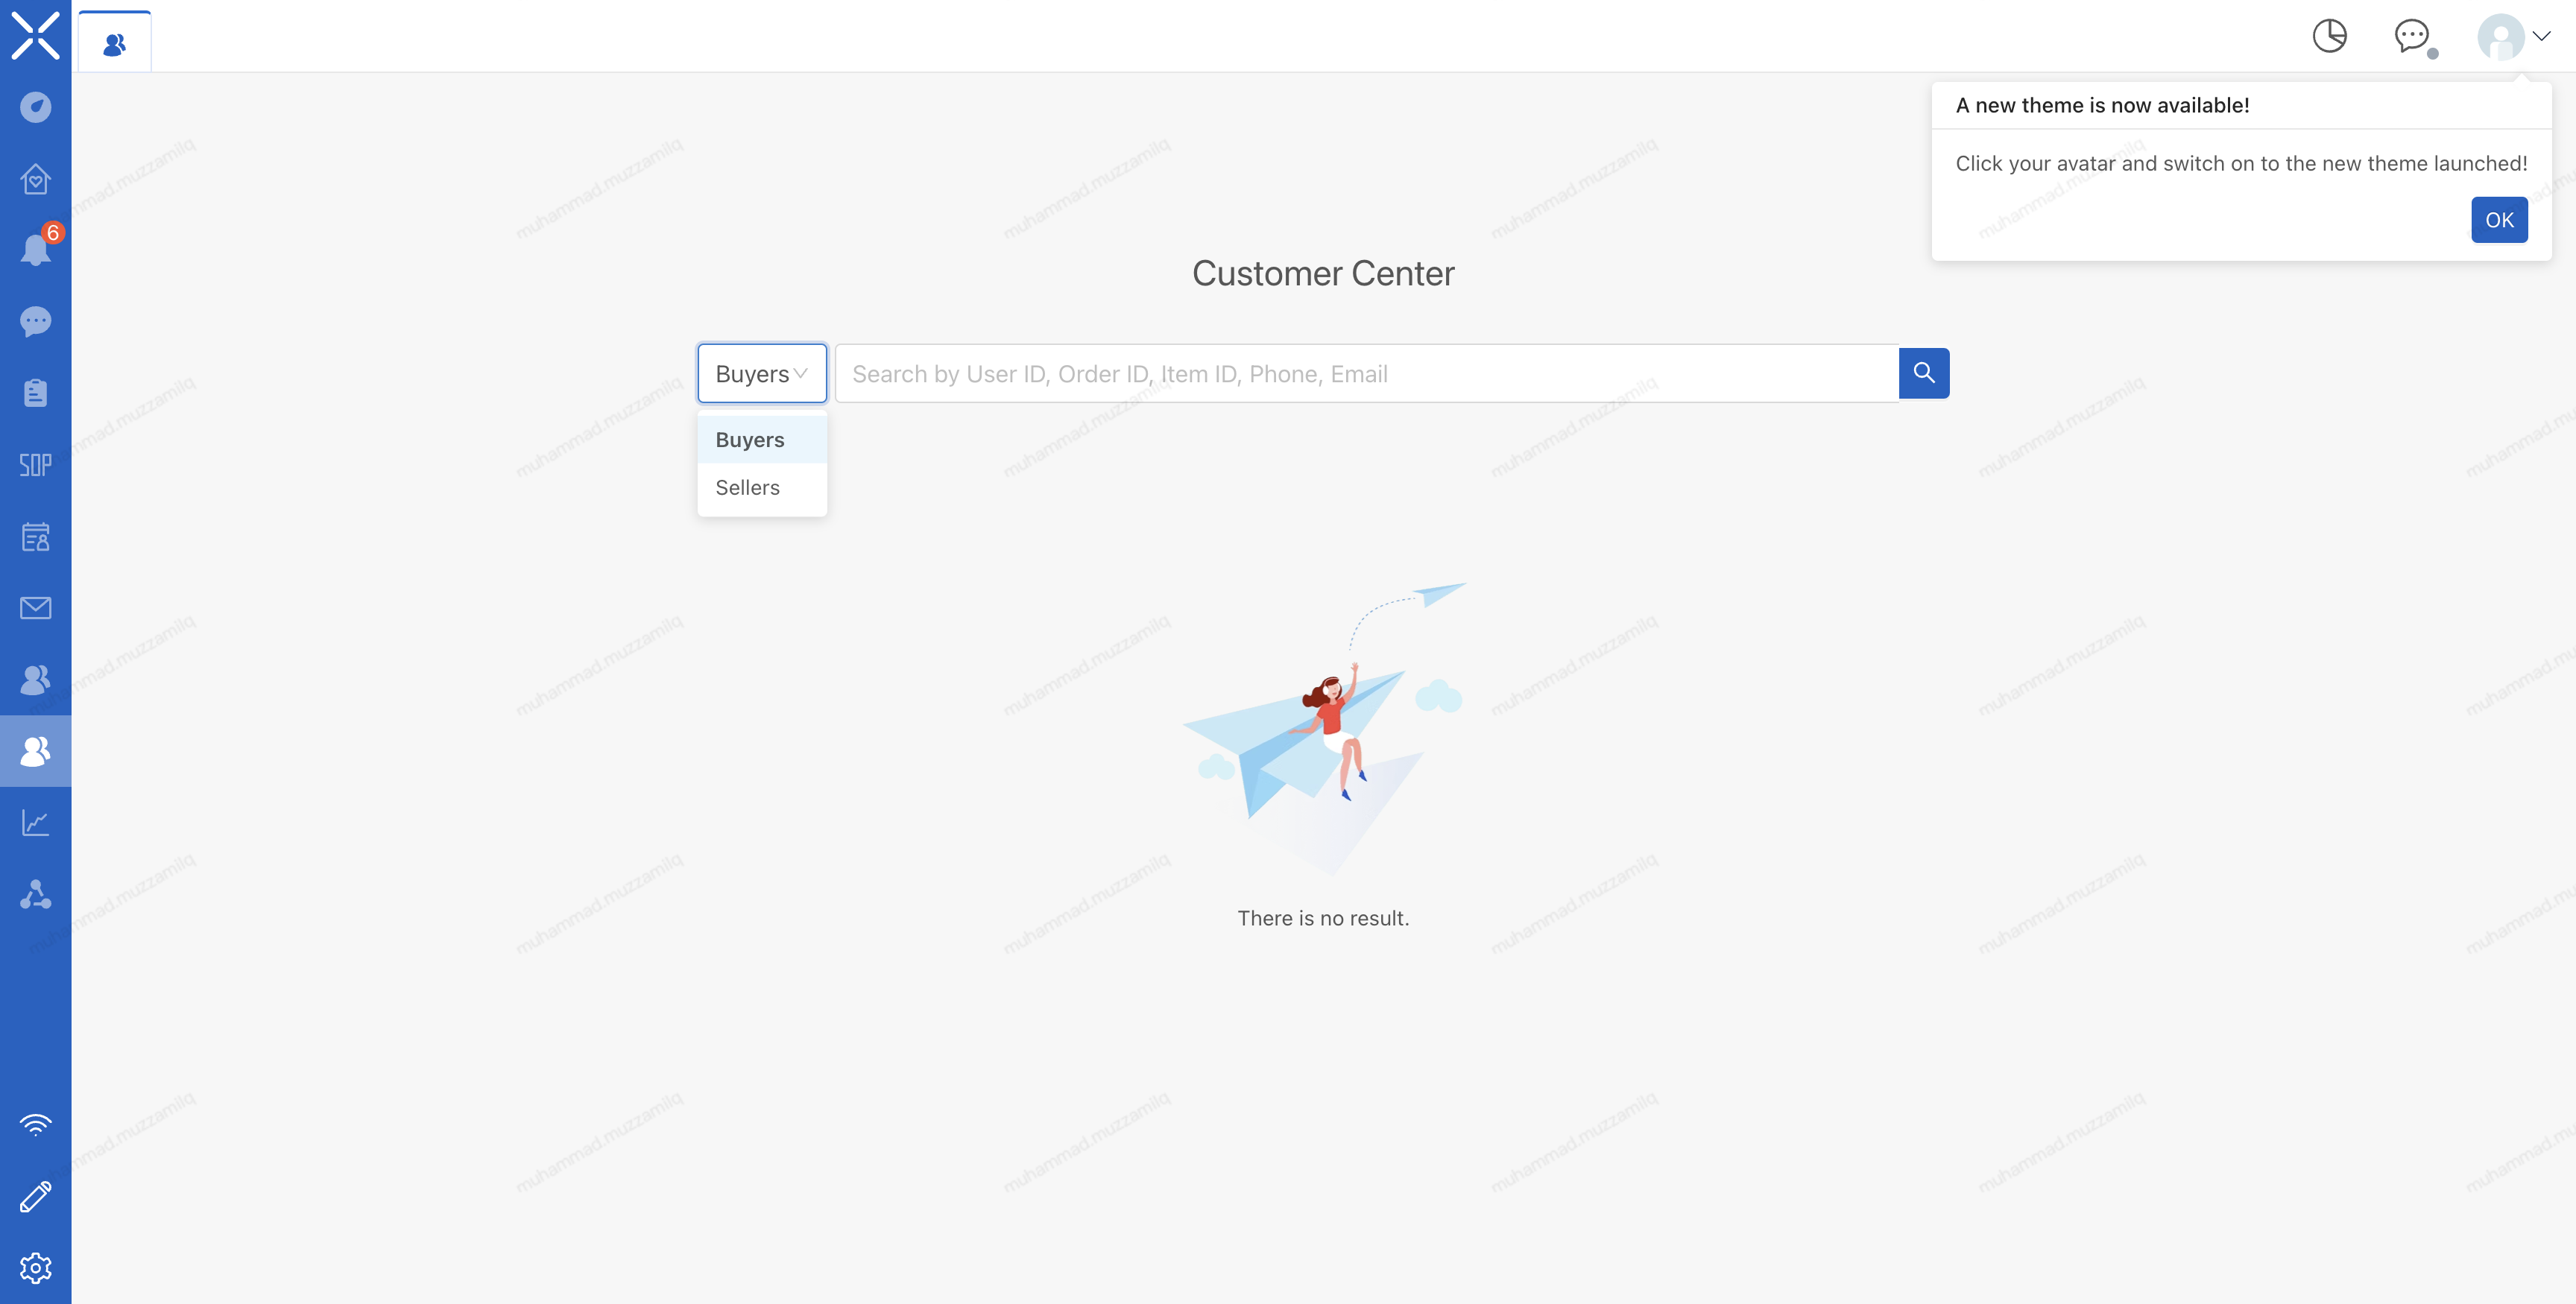 6
SOP
A new theme is now available!
Click your avatar and switch on to the new theme launched!
OK
Customer Center
Buyers
Search by User ID, Order ID, Item ID, Phone, Email
Buyers
Sellers
There is no result.
muhammad.muzzamilq